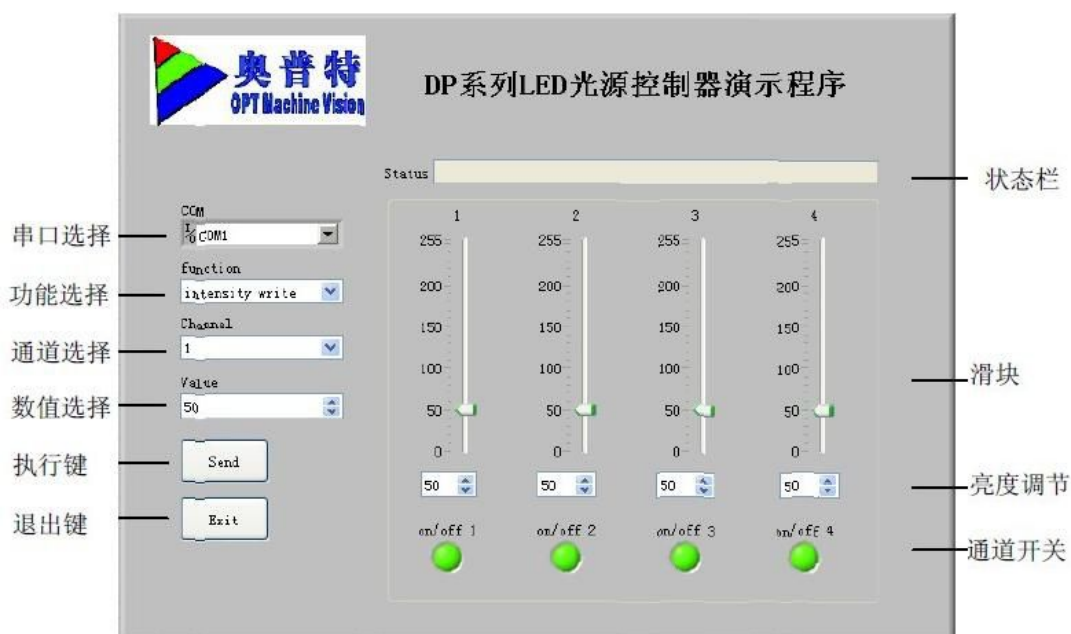 奥普特
OPT Machine Vision
DP系列LED光源控制器演示程序
Status
状态栏
串口选择
COM
COM1
功能选择
function
intensity write
通道选择
Channel
1
数值选择
Value
50
执行键
Send
退出键
Exit
1 2 3 4
255 255 255 255
200 200 200 200
150 150 150 150
100 100 100 100
50 50 50 50
0 0 0 0
滑块
50 50 50 50
亮度调节
on/off 1 on/off 2 on/off 3 on/off 4
通道开关